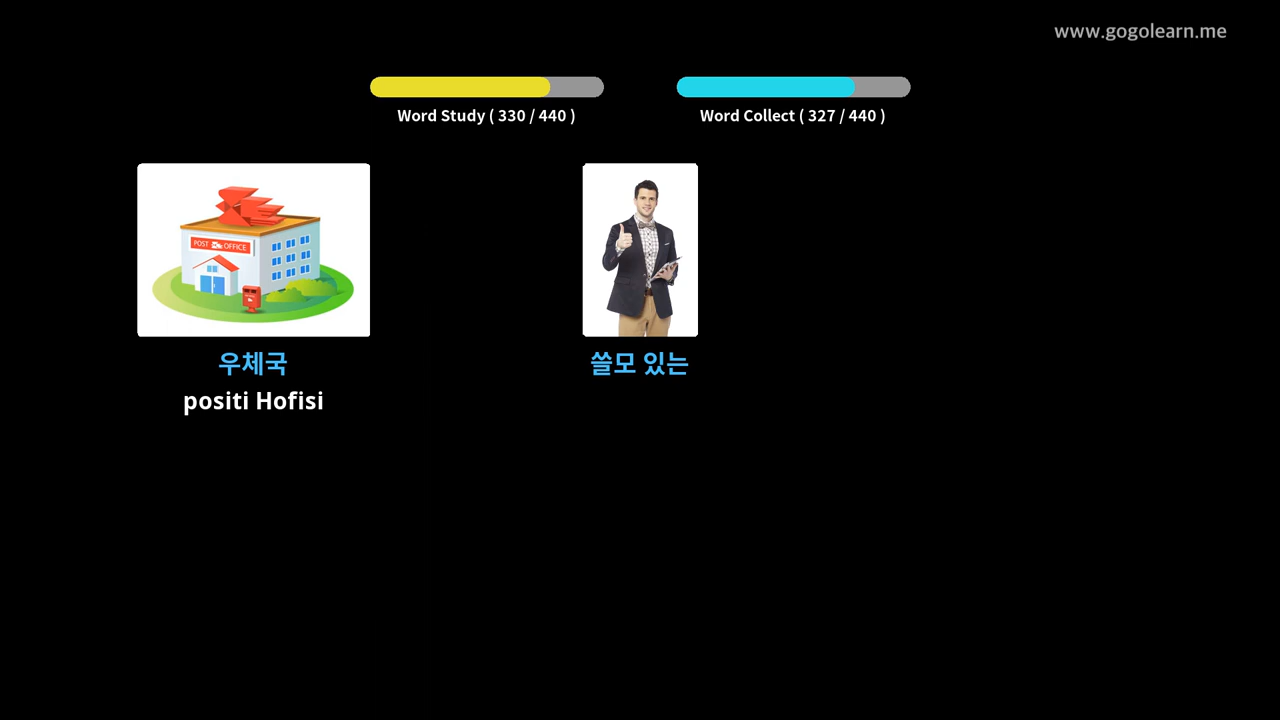 www.gogolearn.me
Word Study ( 330 / 440 )
Word Collect ( 327 / 440 )
POST OFFICE
우체국
positi Hofisi
쓸모 있는